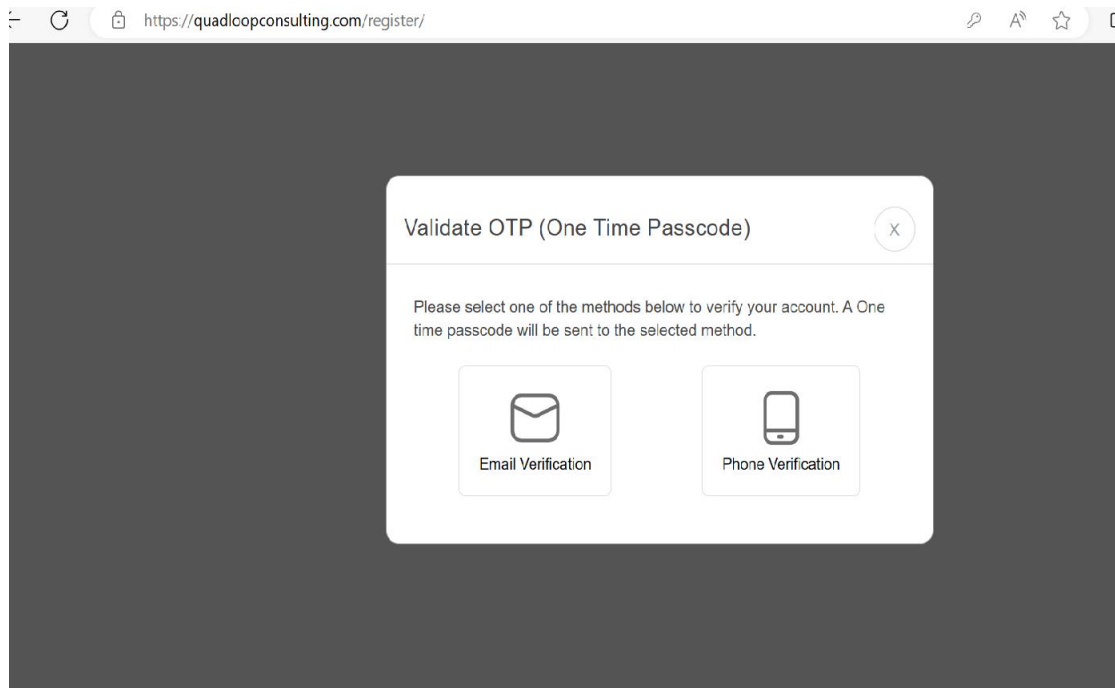 https://quadloopconsulting.com/register/
Validate OTP (One Time Passcode)
X
Please select one of the methods below to verify your account. A One
time passcode will be sent to the selected method.
Email Verification
Phone Verification